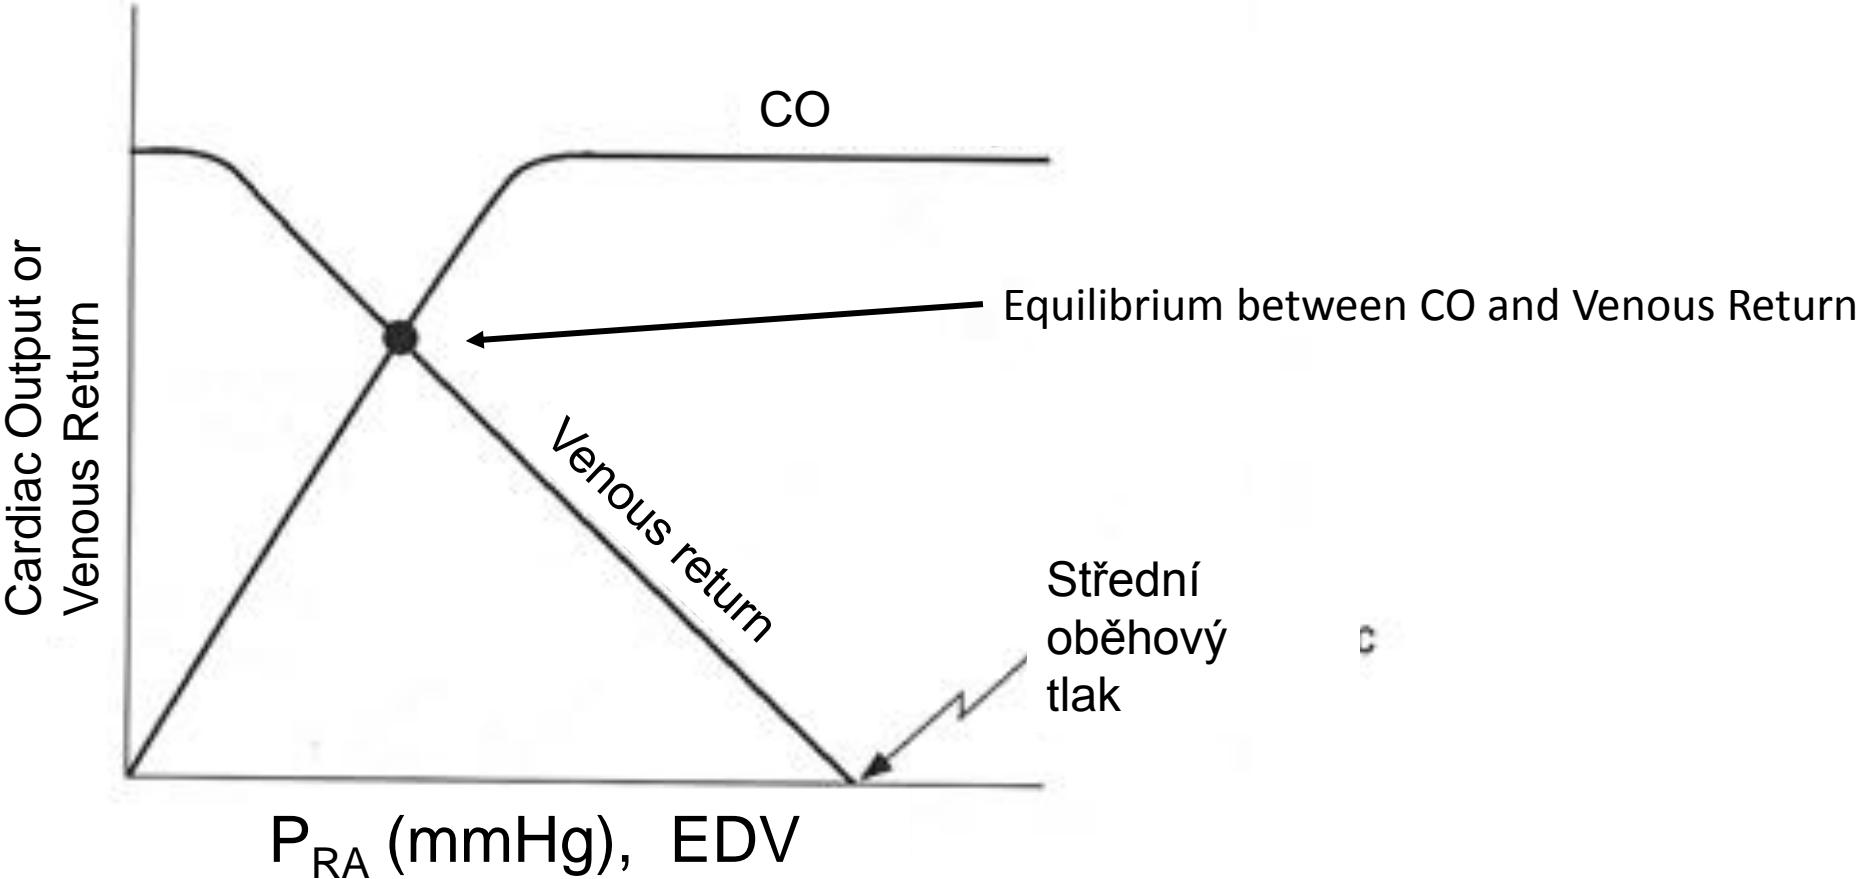 CO
Cardiac Output or
Venous Return
Equilibrium between CO and Venous Return
Venous return
Střední
oběhový
tlak
c
PRA (mmHg), EDV